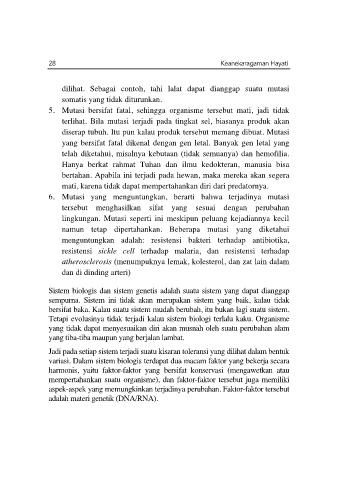 28 Keanekaragaman Hayati
dilihat. Sebagai contoh, tahi lalat dapat dianggap suatu mutasi
somatis yang tidak diturunkan.
5. Mutasi bersifat fatal, sehingga organisme tersebut mati, jadi tidak
terlihat. Bila mutasi terjadi pada tingkat sel, biasanya produk akan
diserap tubuh. Itu pun kalau produk tersebut memang dibuat. Mutasi
yang bersifat fatal dikenal dengan gen letal. Banyak gen letal yang
telah diketahui, misalnya kebutaan (tidak semuanya) dan hemofilia.
Hanya berkat rahmat Tuhan dan ilmu kedokteran, manusia bisa
bertahan. Apabila ini terjadi pada hewan, maka mereka akan segera
mati, karena tidak dapat mempertahankan diri dari predatornya.
6. Mutasi yang menguntungkan, berarti bahwa terjadinya mutasi
tersebut menghasilkan sifat yang sesuai dengan perubahan
lingkungan. Mutasi seperti ini meskipun peluang kejadiannya kecil
namun tetap dipertahankan. Beberapa mutasi yang diketahui
menguntungkan adalah: resistensi bakteri terhadap antibiotika,
resistensi sickle cell terhadap malaria, dan resistensi terhadap
atherosclerosis (menumpuknya lemak, kolesterol, dan zat lain dalam
dan di dinding arteri)
Sistem biologis dan sistem genetis adalah suatu sistem yang dapat dianggap
sempurna. Sistem ini tidak akan merupakan sistem yang baik, kalau tidak
bersifat baka. Kalau suatu sistem mudah berubah, itu bukan lagi suatu sistem.
Tetapi evolusinya tidak terjadi kalau sistem biologi terlalu kaku. Organisme
yang tidak dapat menyesuaikan diri akan musnah oleh suatu perubahan alam
yang tiba-tiba maupun yang berjalan lambat.
Jadi pada setiap sistem terjadi suatu kisaran toleransi yang dilihat dalam bentuk
variasi. Dalam sistem biologis terdapat dua macam faktor yang bekerja secara
harmonis, yaitu faktor-faktor yang bersifat konservasi (mengawetkan atau
mempertahankan suatu organisme), dan faktor-faktor tersebut juga memiliki
aspek-aspek yang memungkinkan terjadinya perubahan. Faktor-faktor tersebut
adalah materi genetik (DNA/RNA).